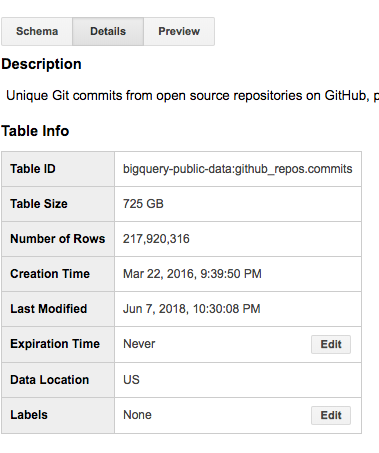 Schema Details Preview
Description
Unique Git commits from open source repositories on GitHub, p
Table Info
Table ID bigquery-public-data:github_repos.commits
Table Size 725 GB
Number of Rows 217,920,316
Creation Time Mar 22, 2016, 9:39:50 PM
Last Modified Jun 7, 2018, 10:30:08 PM
Expiration Time Never Edit
Data Location US
Labels None Edit